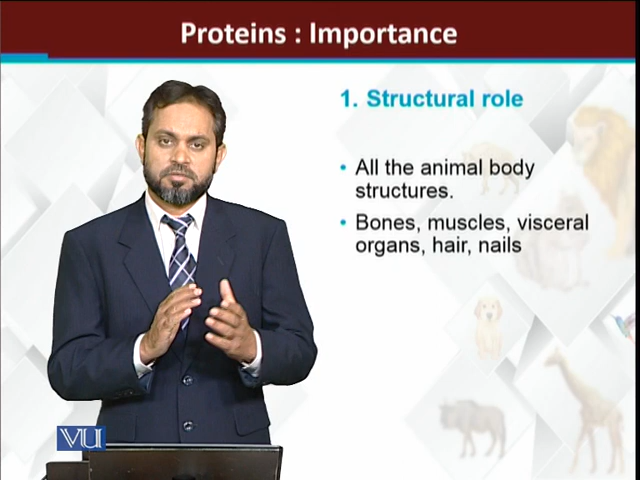 Proteins : Importance
1. Structural role
• All the animal body
structures.
• Bones, muscles, visceral
organs, hair, nails
VU